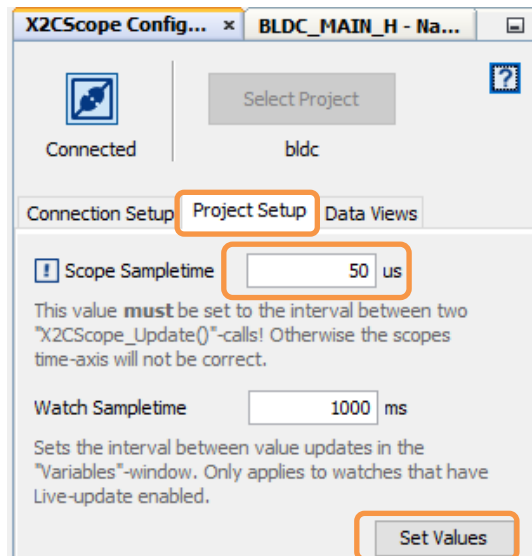 X2CScope Config... × BLDC_MAIN_H - Na...
?
Select Project
Connected bldc
Connection Setup Project Setup Data Views
! Scope Sampletime 50 us
This value must be set to the interval between two
"X2CScope_Update()"-calls! Otherwise the scopes
time-axis will not be correct.
Watch Sampletime 1000 ms
Sets the interval between value updates in the
"Variables"-window. Only applies to watches that have
Live-update enabled.
Set Values